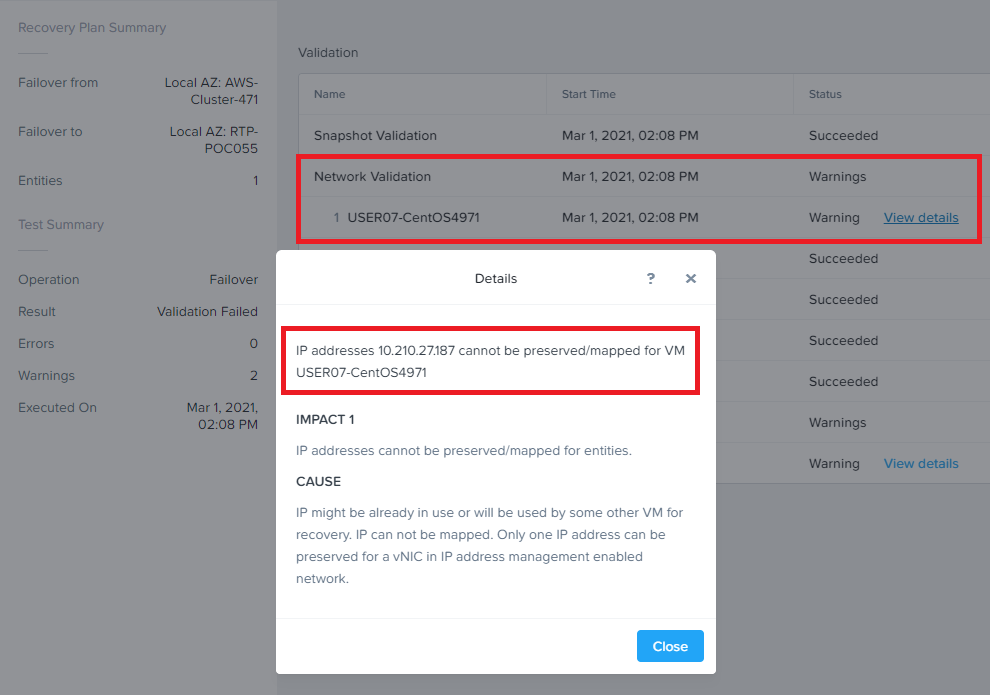 Recovery Plan Summary
Failover from
Local AZ: AWS-
Cluster-471
Failover to
Local AZ: RTP-
POC055
Entities
1
Test Summary
Operation
Failover
Result
Validation Failed
Errors
0
Warnings
2
Executed On
Mar 1, 2021,
02:08 PM
Validation
Name
Start Time
Status
Snapshot Validation
Mar 1, 2021, 02:08 PM
Succeeded
Network Validation
Mar 1, 2021, 02:08 PM
Warnings
1 USER07-CentOS4971
Mar 1, 2021, 02:08 PM
Warning
View details
Succeeded
Succeeded
Succeeded
Succeeded
Warnings
Warning
View details
Details
?
×
IP addresses 10.210.27.187 cannot be preserved/mapped for VM
USER07-CentOS4971
IMPACT 1
IP addresses cannot be preserved/mapped for entities.
CAUSE
IP might be already in use or will be used by some other VM for
recovery. IP can not be mapped. Only one IP address can be
preserved for a vNIC in IP address management enabled
network.
Close